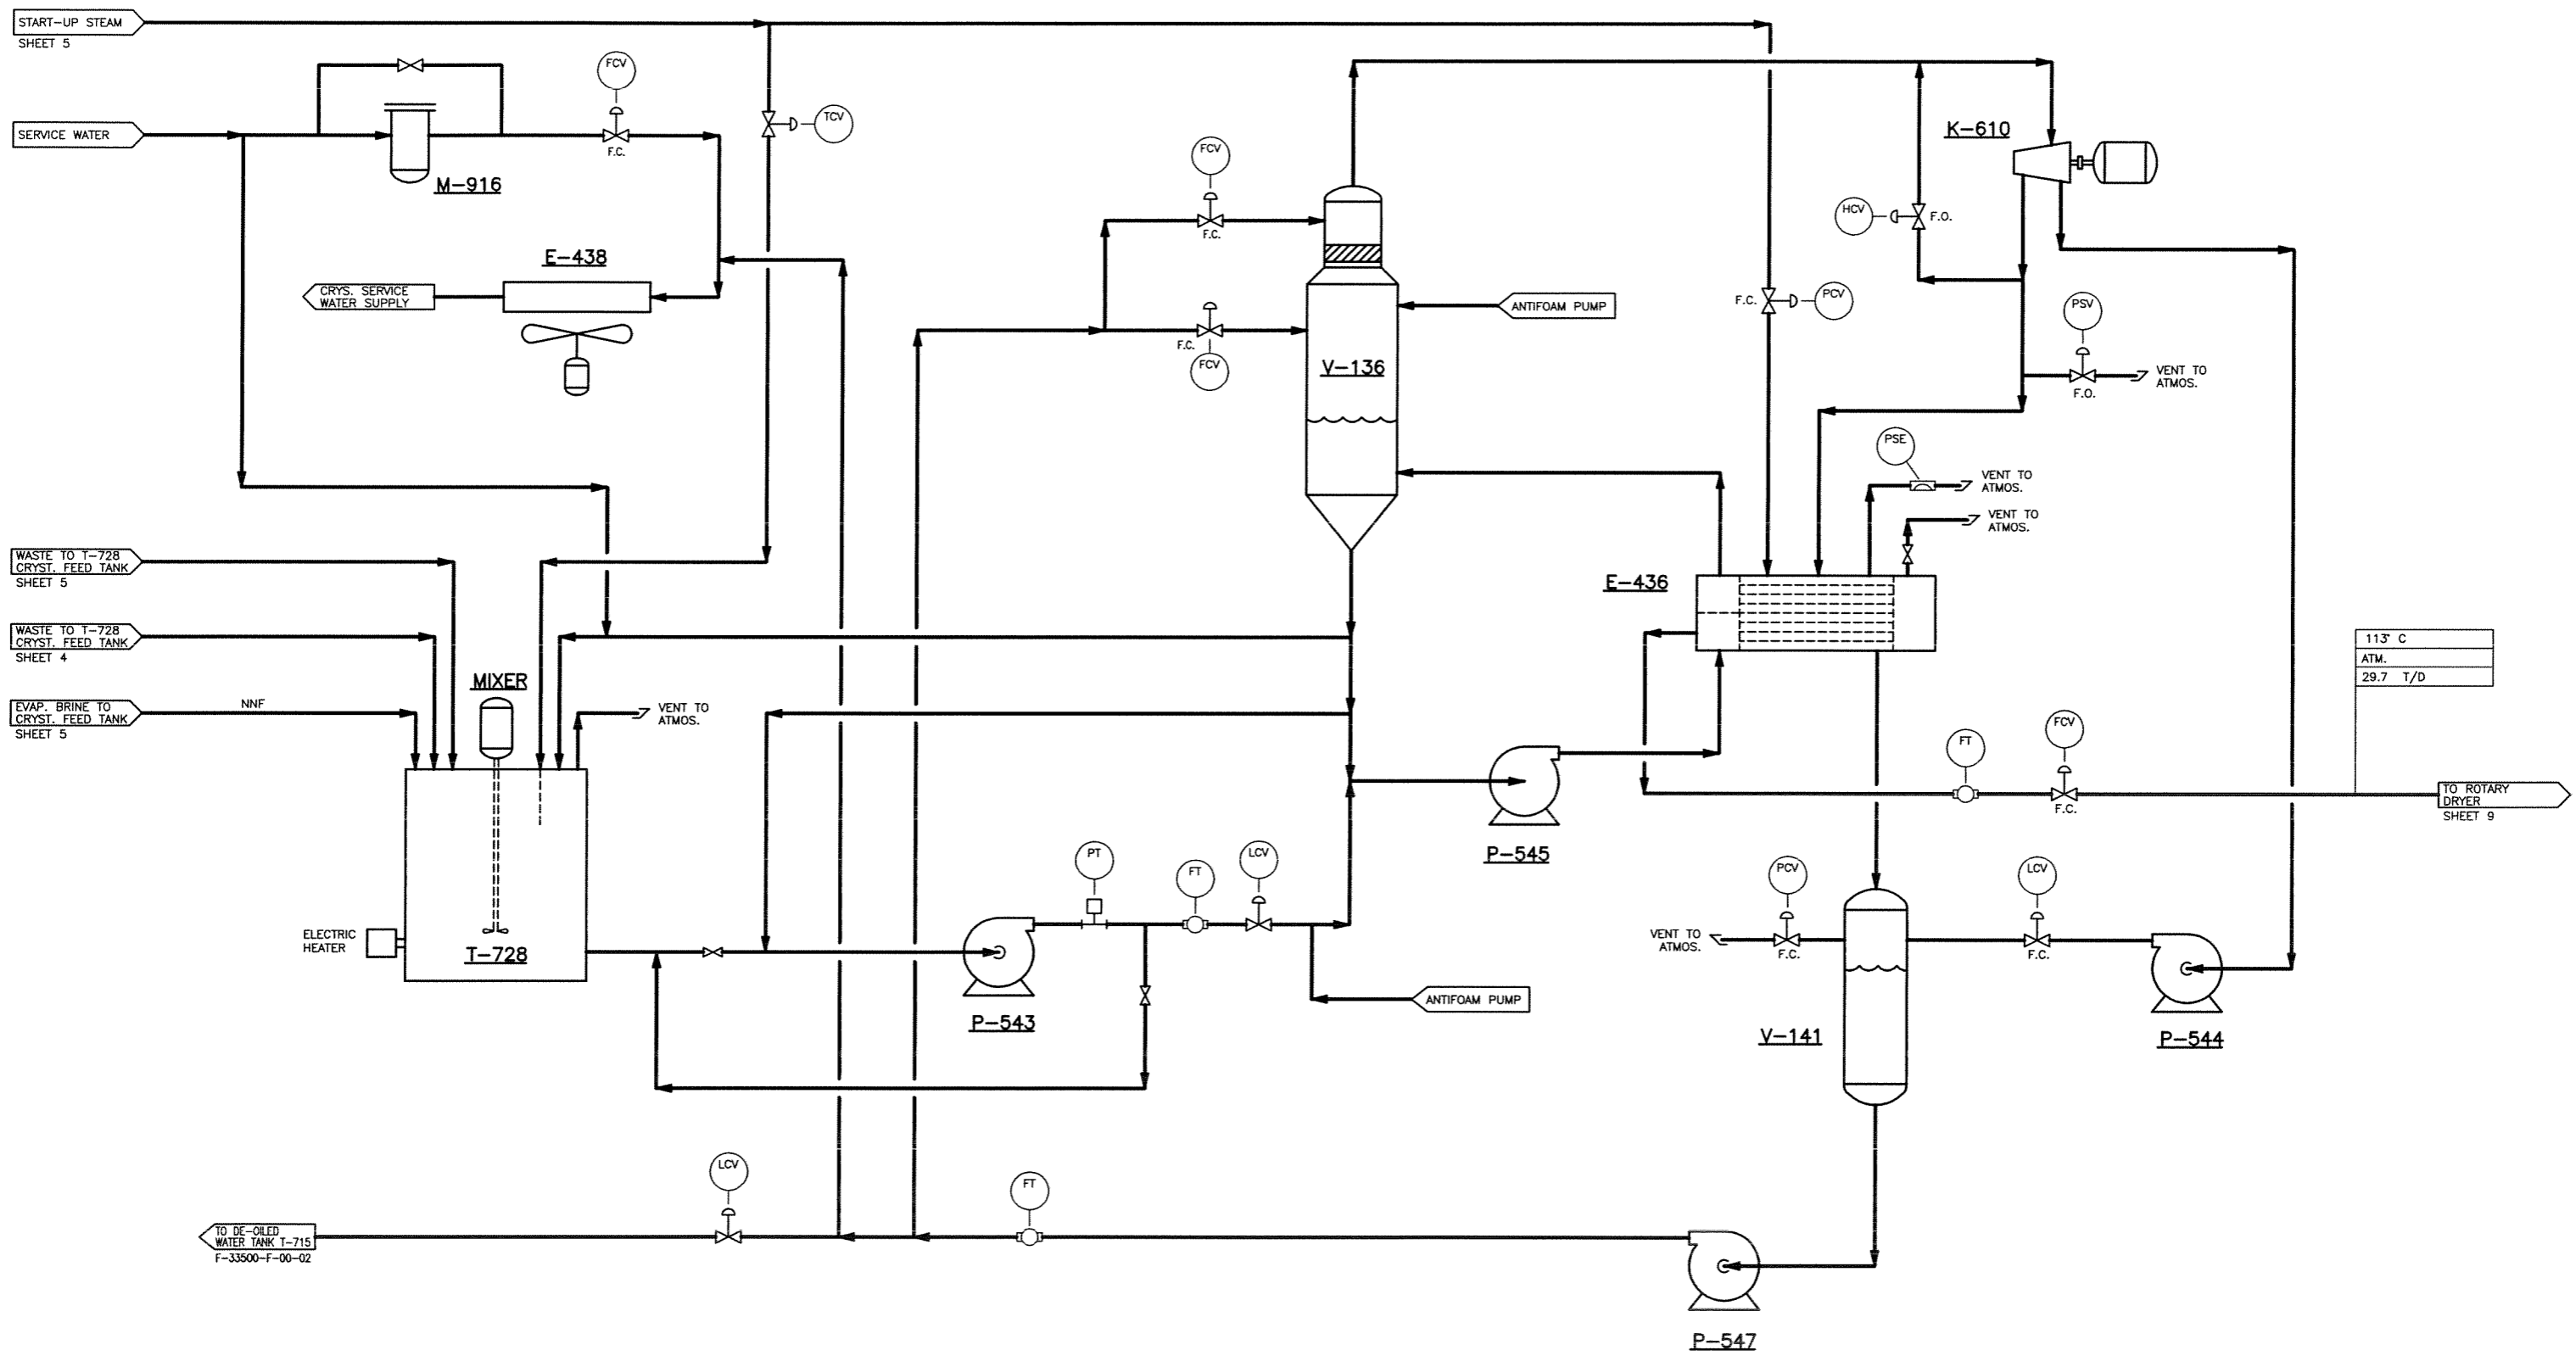 START-UP STEAM
SHEET 5
FCV
SERVICE WATER
F.C.
M-916
TCV
K-610
FCV
F.C.
HCV
F.O.
E-438
CRYS. SERVICE
WATER SUPPLY
ANTIFOAM PUMP
F.C.
PCV
PSV
F.C.
FCV
V-136
VENT TO
ATMOS.
F.O.
PSE
VENT TO
ATMOS.
VENT TO
ATMOS.
WASTE TO T-728
CRYST. FEED TANK
SHEET 5
E-436
WASTE TO T-728
CRYST. FEED TANK
SHEET 4
113° C
ATM.
29.7 T/D
MIXER
EVAP. BRINE TO
CRYST. FEED TANK
SHEET 5
NNF
VENT TO
ATMOS.
FT
FCV
F.C.
TO ROTARY
DRYER
SHEET 9
P-545
PT
FT
LCV
PCV
LCV
ELECTRIC
HEATER
T-728
VENT TO
ATMOS.
F.C.
F.C.
ANTIFOAM PUMP
P-543
V-141
P-544
LCV
FT
TO DE-OILED
WATER TANK T-715
F-33500-F-00-02
P-547